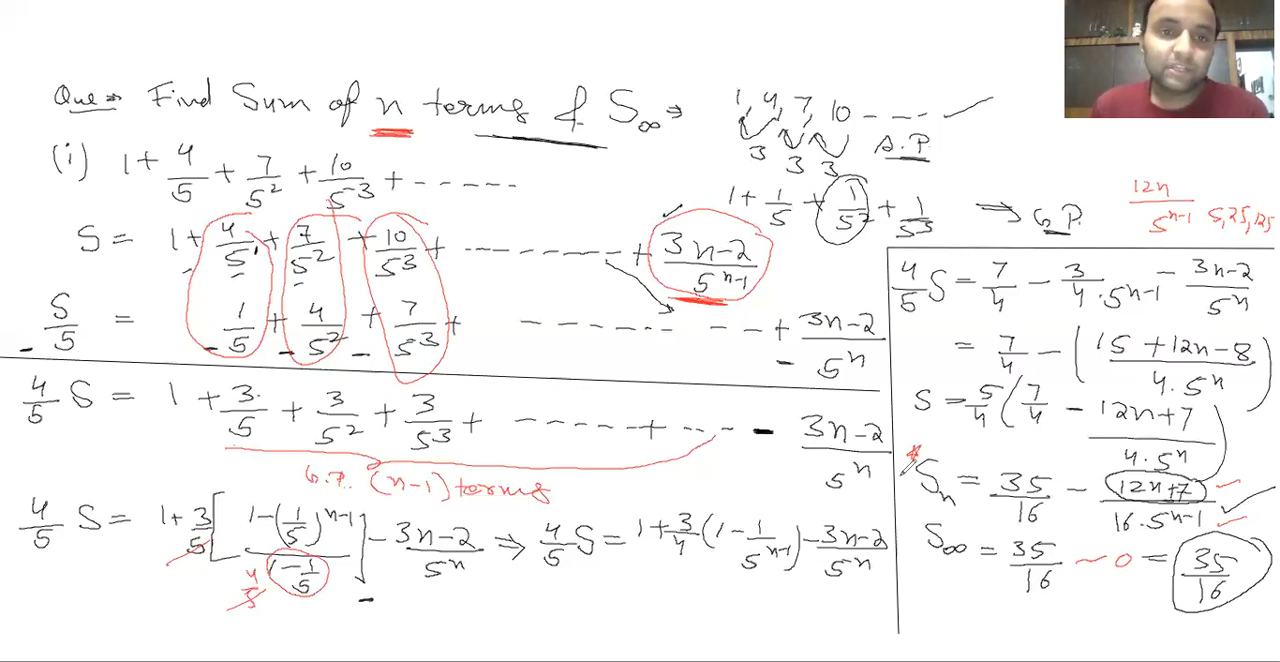 Que ⇒ Find Sum of n terms & S∞ ⇒
(i) 1 + 4/5 + 7/5² + 10/5⁻³ + ------
S = 1 + 4/5 + 7/5² + 10/5³ + --------- + (3n-2)/5ⁿ⁻¹
- S/5 = - 1/5 + 4/5² + 7/5³ + ------- -- + (3n-2)/5ⁿ
4/5 S = 1 + 3/5 + 3/5² + 3/5³ + ------ + --- - (3n-2)/5ⁿ
G.P. (n-1) terms
4/5 S = 1 + 3/5 [ (1-(1/5)ⁿ⁻¹)/(1-1/5) ] - (3n-2)/5ⁿ ⇒ 4/5 S = 1 + 3/4 (1 - 1/5ⁿ⁻¹) - (3n-2)/5ⁿ
4/5
1, 4, 7, 10 ----
3 3 3 A.P.
1 + 1/5 + 1/5² + 1/5³ ⇒ G.P.
12n/5ⁿ⁻¹ 5, 25, 125
4/5 S = 7/4 - 3/4·5ⁿ⁻¹ - (3n-2)/5ⁿ
= 7/4 - ( (15 + 12n - 8)/4·5ⁿ )
S = 5/4 ( 7/4 - (12n+7)/4·5ⁿ )
* Sₙ = 35/16 - (12n+7)/16·5ⁿ⁻¹
S∞ = 35/16 - 0 = 35/16